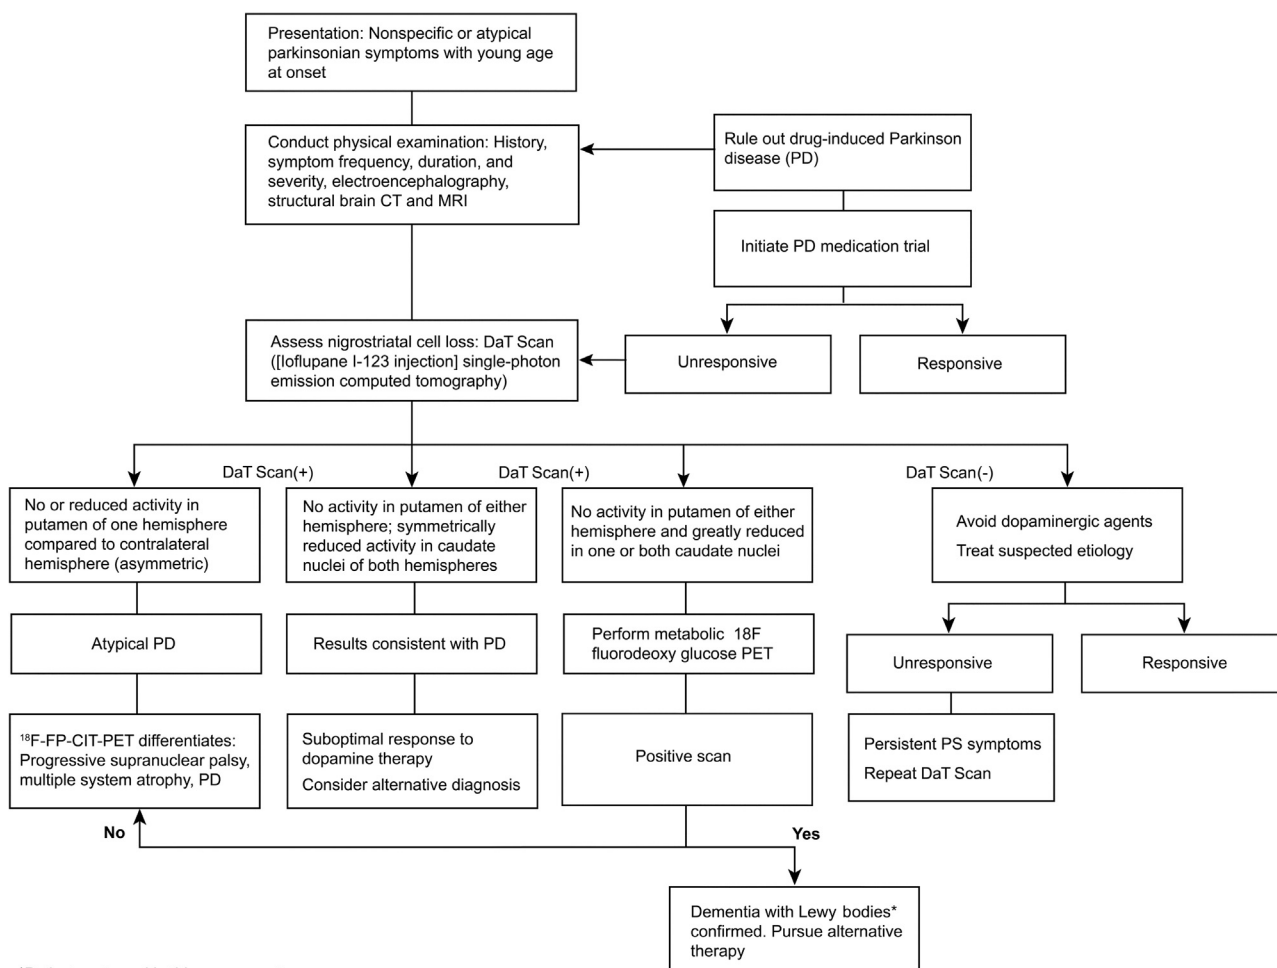 Presentation: Nonspecific or atypical
parkinsonian symptoms with young age
at onset
Conduct physical examination: History,
symptom frequency, duration, and
severity, electroencephalography,
structural brain CT and MRI
Rule out drug-induced Parkinson
disease (PD)
Initiate PD medication trial
Assess nigrostriatal cell loss: DaT Scan
([Ioflupane I-123 injection] single-photon
emission computed tomography)
Unresponsive
Responsive
DaT Scan(+)
DaT Scan(+)
DaT Scan(-)
No or reduced activity in
putamen of one hemisphere
compared to contralateral
hemisphere (asymmetric)
No activity in putamen of either
hemisphere; symmetrically
reduced activity in caudate
nuclei of both hemispheres
No activity in putamen of either
hemisphere and greatly reduced
in one or both caudate nuclei
Avoid dopaminergic agents
Treat suspected etiology
Atypical PD
Results consistent with PD
Perform metabolic 18F
fluorodeoxy glucose PET
Unresponsive
Responsive
18F-FP-CIT-PET differentiates:
Progressive supranuclear palsy,
multiple system atrophy, PD
Suboptimal response to
dopamine therapy
Consider alternative diagnosis
Positive scan
Persistent PS symptoms
Repeat DaT Scan
No
Yes
Dementia with Lewy bodies*
confirmed. Pursue alternative
therapy